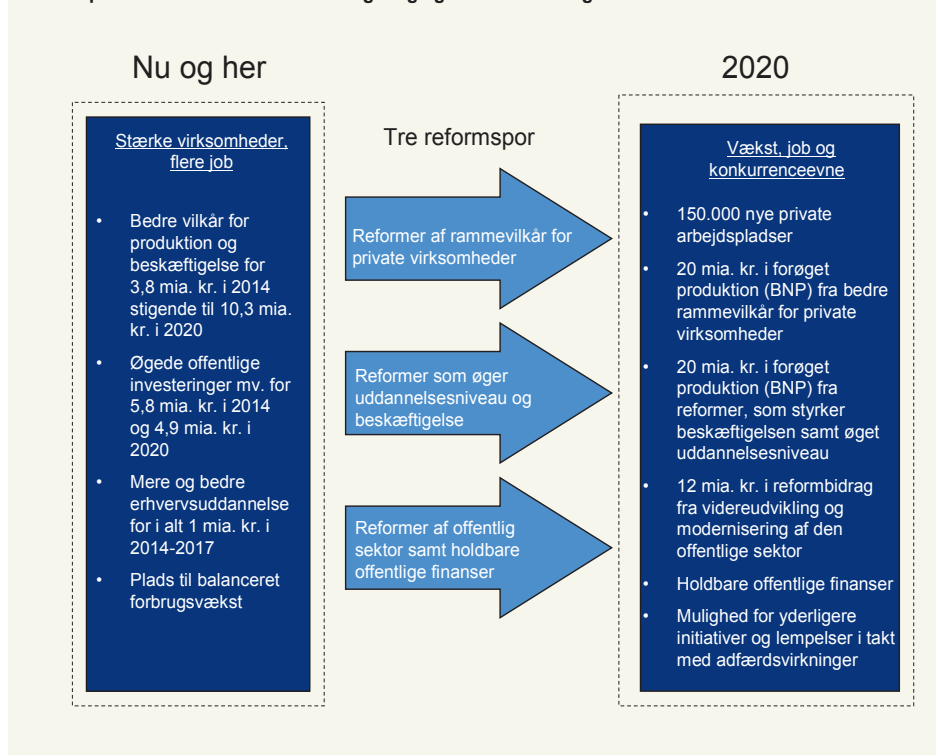 Nu og her
Stærke virksomheder,
flere job
• Bedre vilkår for
produktion og
beskæftigelse for
3,8 mia. kr. i 2014
stigende til 10,3 mia.
kr. i 2020
• Øgede offentlige
investeringer mv. for
5,8 mia. kr. i 2014
og 4,9 mia. kr. i
2020
• Mere og bedre
erhvervsuddannelse
for i alt 1 mia. kr. i
2014-2017
• Plads til balanceret
forbrugsvækst
Tre reformspor
Reformer af rammevilkår for
private virksomheder
Reformer som øger
uddannelsesniveau og
beskæftigelse
Reformer af offentlig
sektor samt holdbare
offentlige finanser
2020
Vækst, job og
konkurrenceevne
• 150.000 nye private
arbejdspladser
• 20 mia. kr. i forøget
produktion (BNP) fra bedre
rammevilkår for private
virksomheder
• 20 mia. kr. i forøget
produktion (BNP) fra
reformer, som styrker
beskæftigelsen samt øget
uddannelsesniveau
• 12 mia. kr. i reformbidrag
fra videreudvikling og
modernisering af den
offentlige sektor
• Holdbare offentlige finanser
• Mulighed for yderligere
initiativer og lempelser i takt
med adfærdsvirkninger